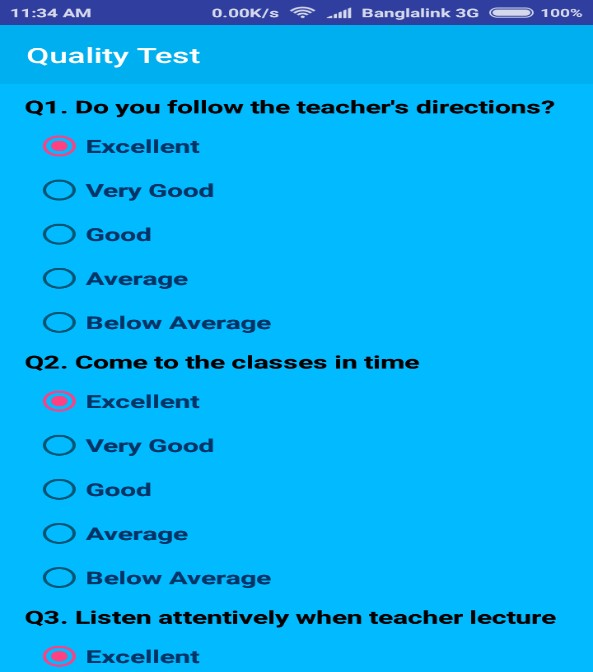 11:34 AM 0.00K/s Banglalink 3G 100%
Quality Test
Q1. Do you follow the teacher's directions?
Excellent
Very Good
Good
Average
Below Average
Q2. Come to the classes in time
Excellent
Very Good
Good
Average
Below Average
Q3. Listen attentively when teacher lecture
Excellent